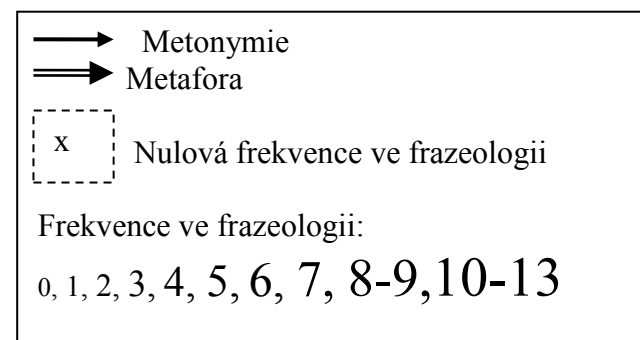 Metonymie
Metafora
x
Nulová frekvence ve frazeologii
Frekvence ve frazeologii:
0, 1, 2, 3, 4, 5, 6, 7, 8-9,10-13